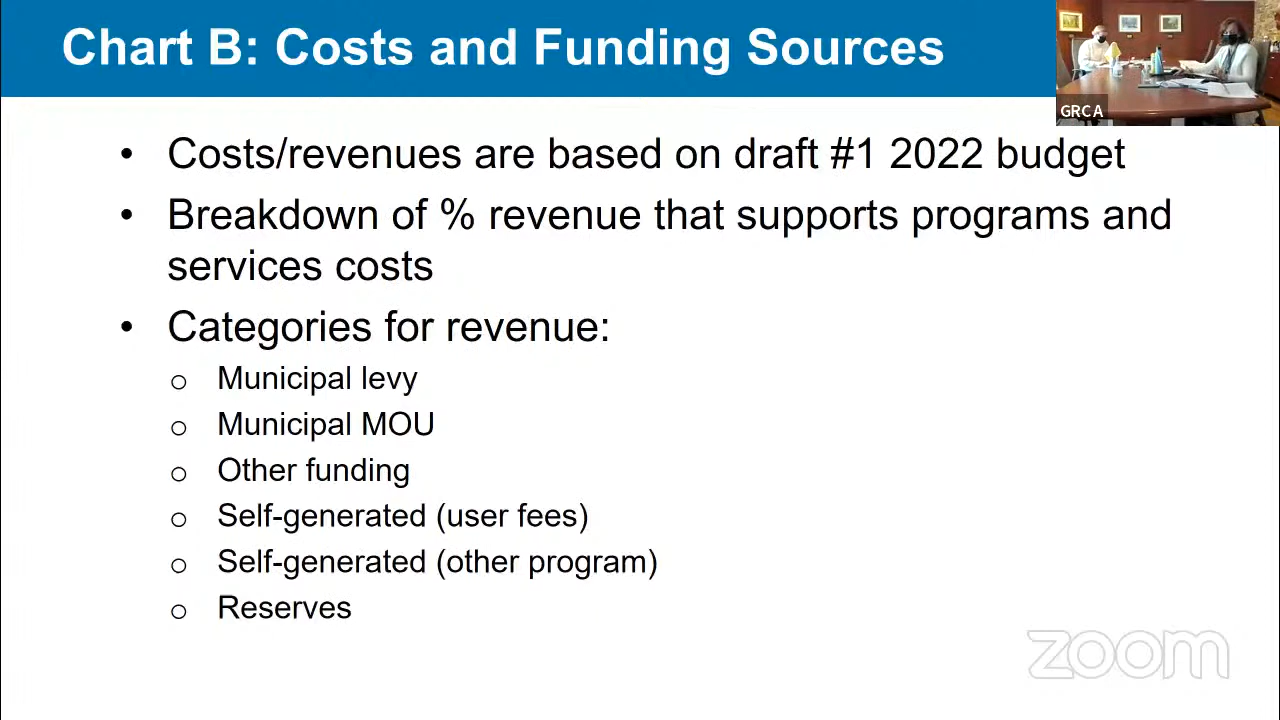 Chart B: Costs and Funding Sources
GRCA
• Costs/revenues are based on draft #1 2022 budget
• Breakdown of % revenue that supports programs and
services costs
• Categories for revenue:
o Municipal levy
o Municipal MOU
o Other funding
o Self-generated (user fees)
o Self-generated (other program)
o Reserves
zoom